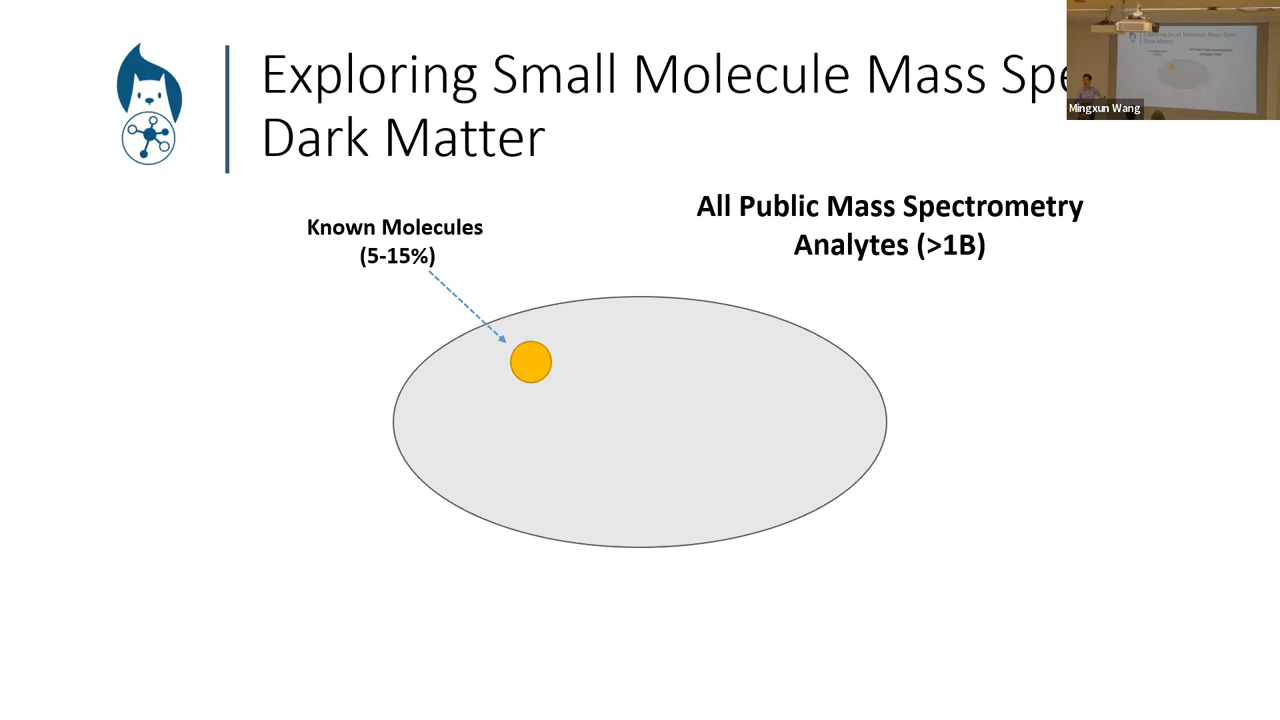 Exploring Small Molecule Mass Spe
Dark Matter
Mingxun Wang
All Public Mass Spectrometry
Analytes (>1B)
Known Molecules
(5-15%)